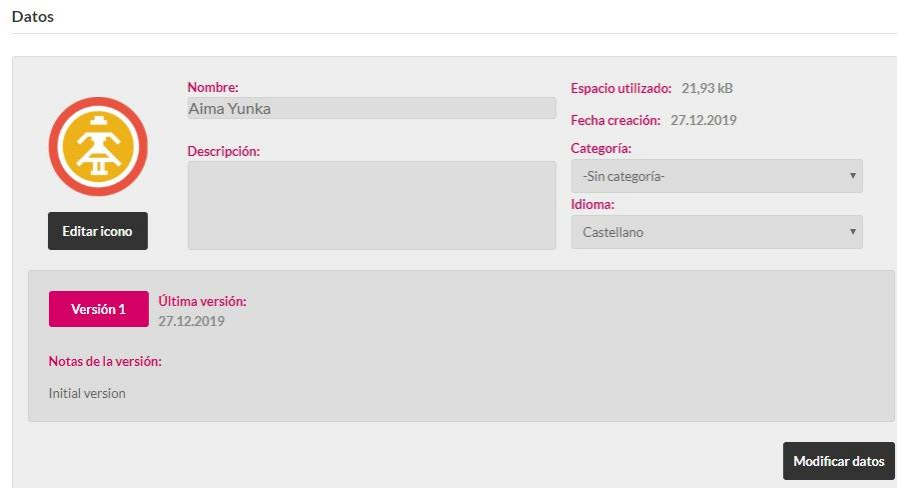 Datos
Nombre:
Aima Yunka
Descripción:
Editar icono
Espacio utilizado: 21,93 kB
Fecha creación: 27.12.2019
Categoría:
-Sin categoría-
Idioma:
Castellano
Versión 1
Última versión:
27.12.2019
Notas de la versión:
Initial version
Modificar datos